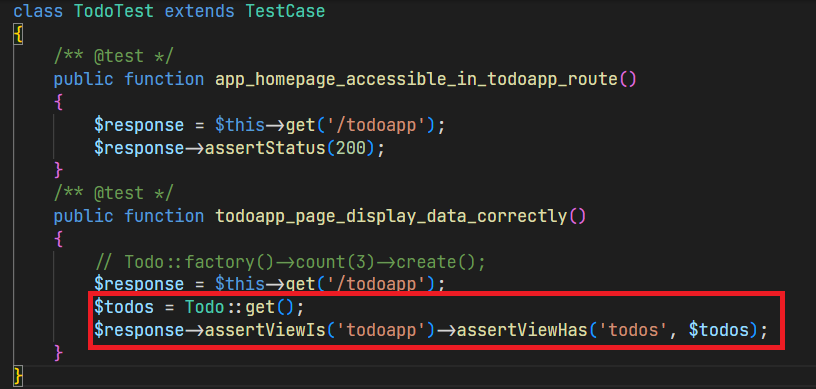 class TodoTest extends TestCase
{
/** @test */
public function app_homepage_accessible_in_todoapp_route()
{
$response = $this->get('/todoapp');
$response->assertStatus(200);
}
/** @test */
public function todoapp_page_display_data_correctly()
{
// Todo::factory()->count(3)->create();
$response = $this->get('/todoapp');
$todos = Todo::get();
$response->assertViewIs('todoapp')->assertViewHas('todos', $todos);
}
}